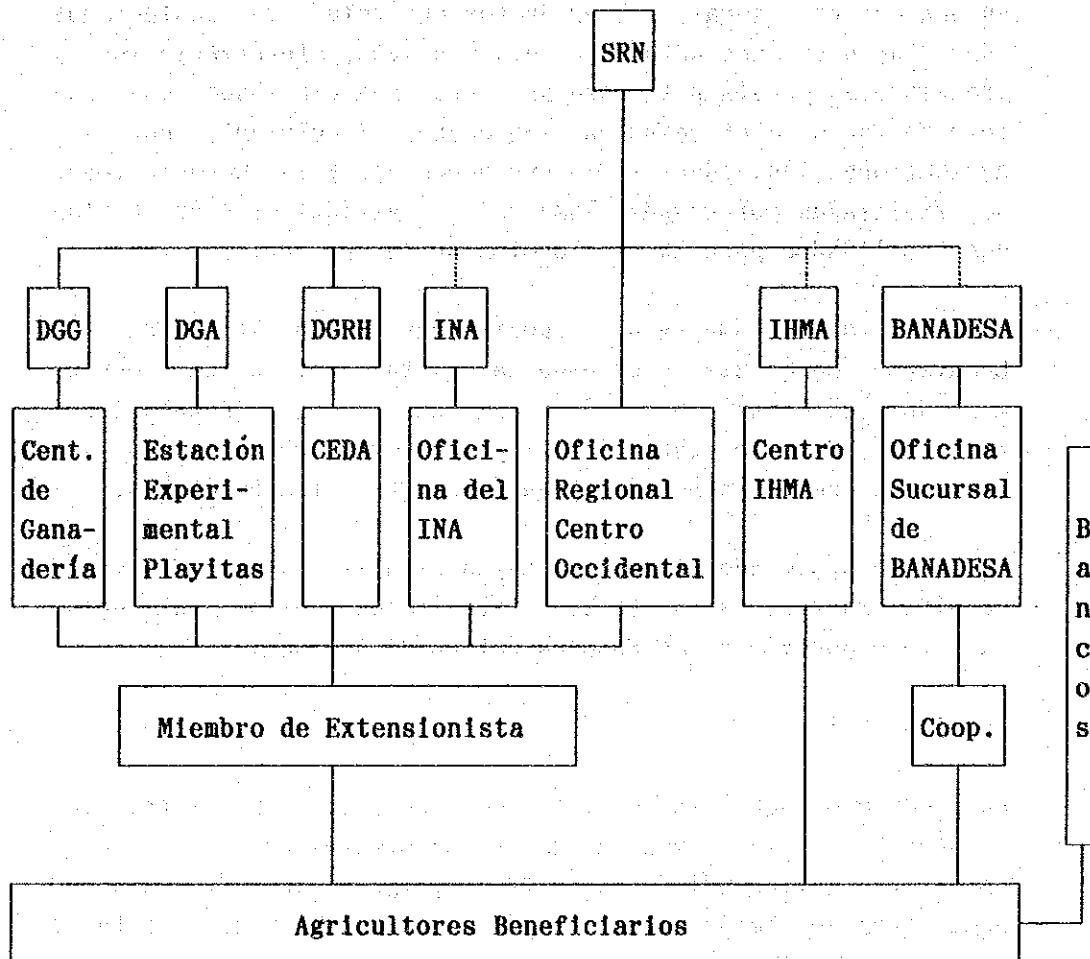 SRN
DGG
DGA
DGRH
INA
IHMA
BANADESA
Cent.
de
Gana-
dería
Estación
Experi-
mental
Playitas
CEDA
Ofici-
na del
INA
Oficina
Regional
Centro
Occidental
Centro
IHMA
Oficina
Sucursal
de
BANADESA
Bancos
Miembro de Extensionista
Coop.
Agricultores Beneficiarios